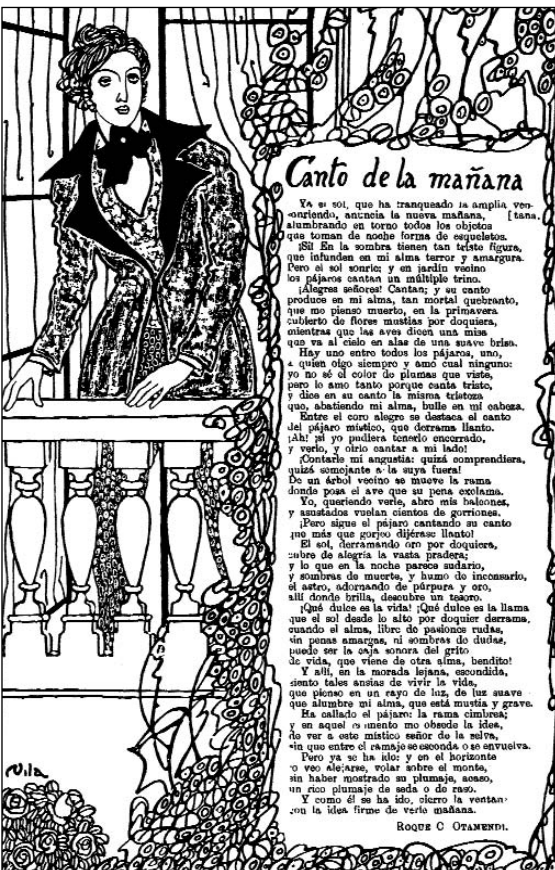 Canto de la mañana
Ya el sol, que ha franqueado la amplia ven-
sonriendo, anuncia la nueva mañana, [tana,
alumbrando en torno todos los objetos
que toman de noche forma de esqueletos.
¡Sí! En la sombra tienen tan triste figura,
que infunden en mi alma terror y amargura.
Pero el sol sonríe; y en jardín vecino
los pájaros cantan un múltiple trino.
¡Alegres señores! Cantan; y su canto
produce en mi alma, tan mortal quebranto,
que me pienso muerto, en la primavera
cubierto de flores mustias por doquiera,
mientras que las aves dicen una misa
que va al cielo en alas de una suave brisa.
Hay uno entre todos los pájaros, uno,
a quien oigo siempre y amo cual ninguno:
yo no sé el color de plumas que viste,
pero lo amo tanto porque canta triste,
y dice en su canto la misma tristeza
que, abatiendo mi alma, bulle en mi cabeza.
Entre el coro alegre se destaca el canto
del pájaro místico, que derrama llanto.
¡Ah! ¡si yo pudiera tenerlo encerrado,
y verlo, y oirlo cantar a mi lado!
¡Contarle mi angustia: quizá comprendiera,
quizá semejante a la suya fuera!
De un árbol vecino se mueve la rama
donde posa el ave que su pena exclama.
Yo, queriendo verle, abro mis balcones,
y asustados vuelan cientos de gorriones.
¡Pero sigue el pájaro cantando su canto
que más que gorjeo dijérase llanto!
El sol, derramando oro por doquiera,
cubre de alegría la vasta pradera;
y lo que en la noche parece sudario,
y sombras de muerte, y humo de incensario,
el astro, adornando de púrpura y oro,
allí donde brilla, descubre un tesoro.
¡Qué dulce es la vida! ¡Qué dulce es la llama
que el sol desde lo alto por doquier derrama,
cuando el alma, libre de pasiones rudas,
sin penas amargas, ni sombras de dudas,
puede ser la caja sonora del grito
de vida, que viene de otra alma, bendito!
Y allí, en la morada lejana, escondida,
siento tales ansias de vivir la vida,
que pienso en un rayo de luz, de luz suave
que alumbre mi alma, que está mustia y grave.
Ha callado el pájaro: la rama cimbrea;
y en aquel momento me obsede la idea,
de ver a este místico señor de la selva,
sin que entre el ramaje se esconda o se envuelva.
Pero ya se ha ido: y en el horizonte
lo veo alejarse, volar sobre el monte,
sin haber mostrado su plumaje, acaso,
un rico plumaje de seda o de raso.
Y como él se ha ido, cierro la ventana
con la idea firme de verle mañana.
Roque C Otamendi.
Vila